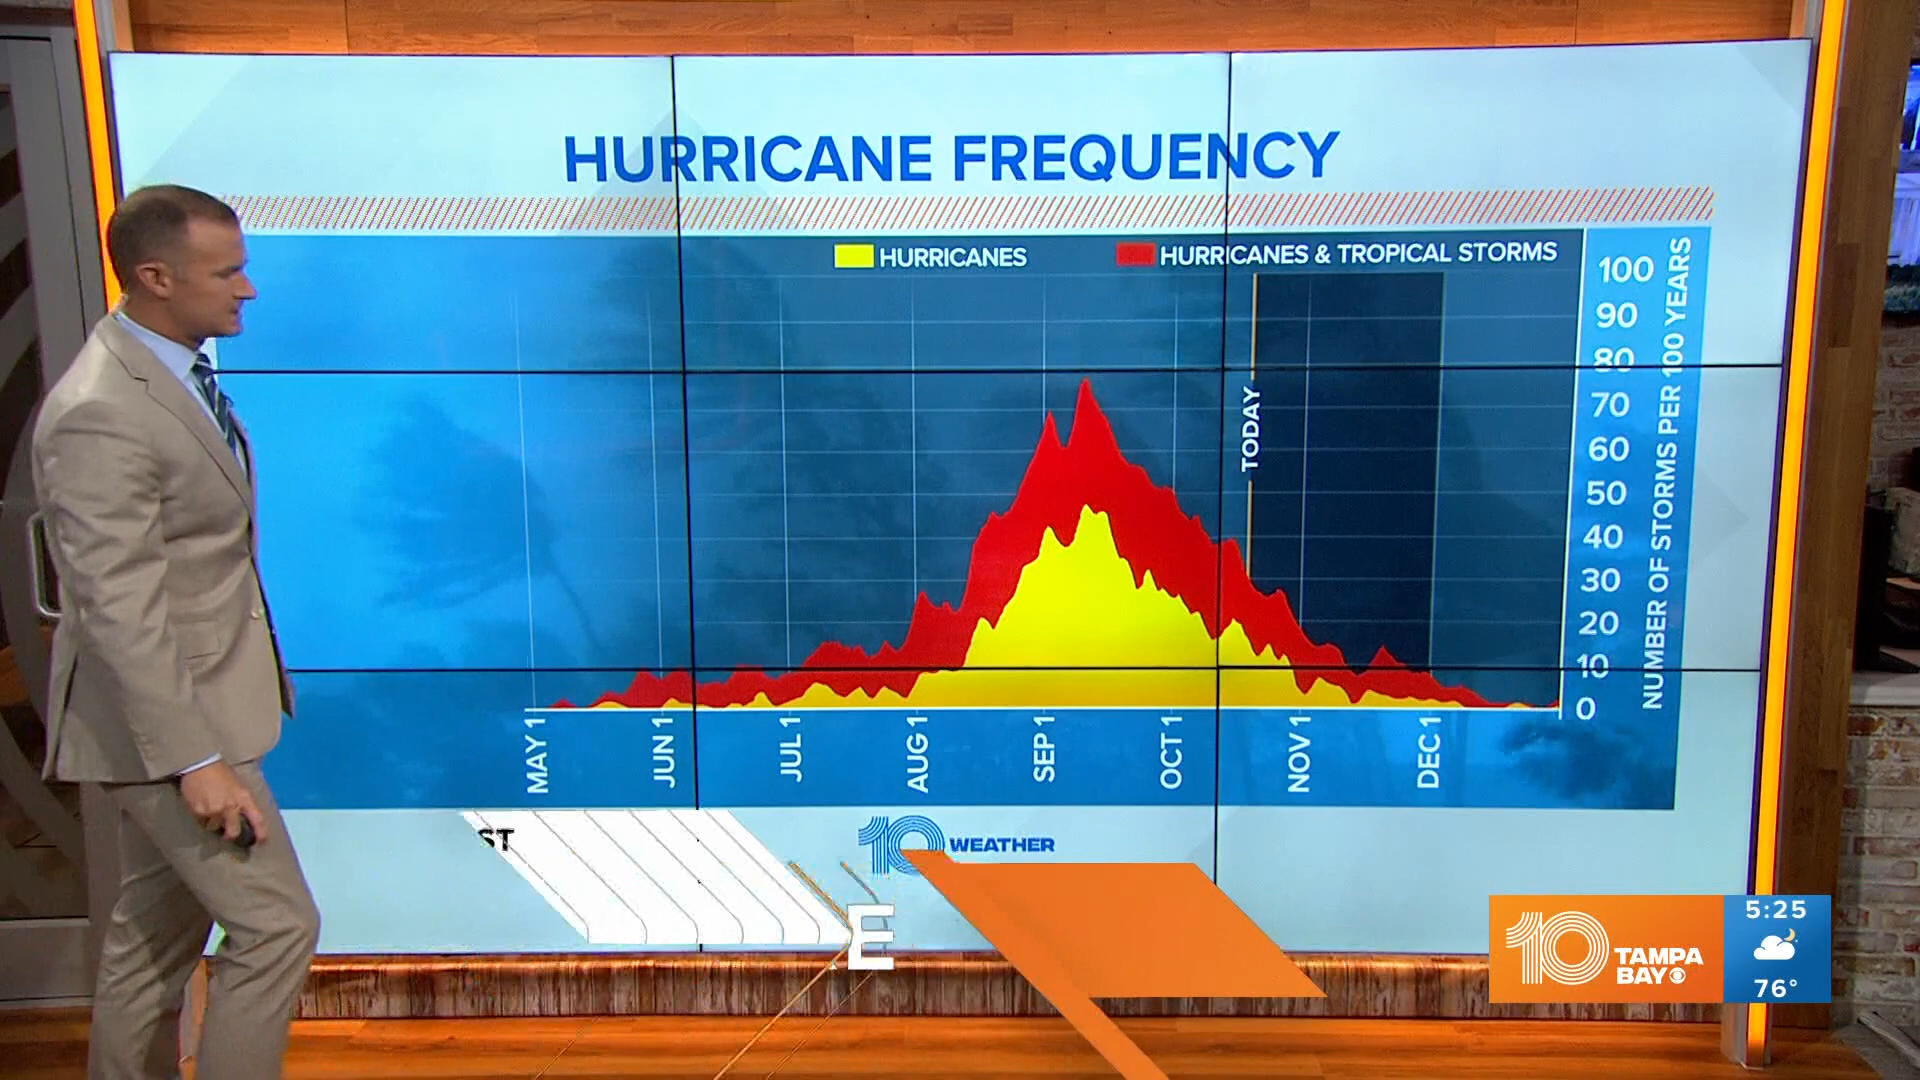 HURRICANE FREQUENCY
HURRICANES
HURRICANES & TROPICAL STORMS
100
90
80
70
60
50
40
30
20
10
0
NUMBER OF STORMS PER 100 YEARS
TODAY
MAY 1
JUN 1
JUL 1
AUG 1
SEP 1
OCT 1
NOV 1
DEC 1
ST
10 WEATHER
E
10 TAMPA BAY
5:25
76°